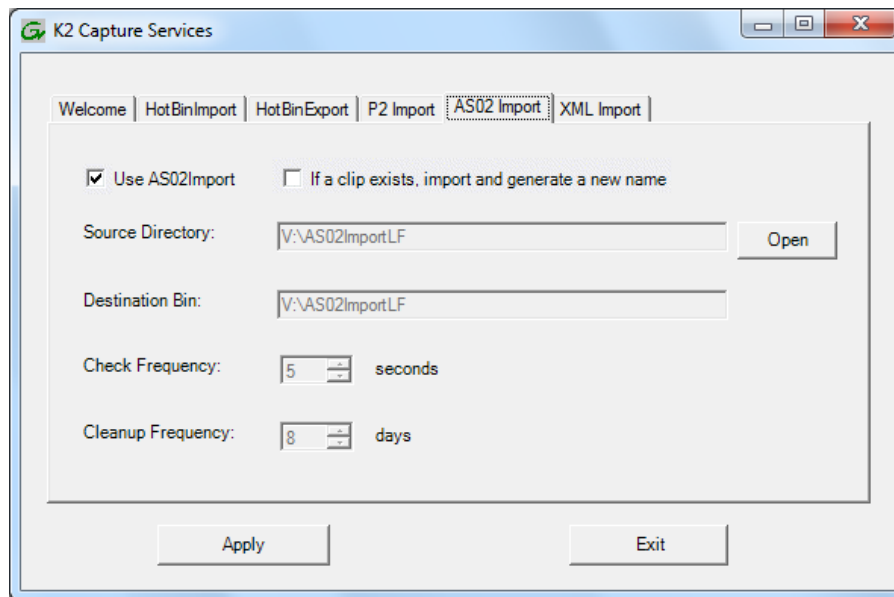 K2 Capture Services
Welcome HotBinImport HotBinExport P2 Import AS02 Import XML Import
Use AS02Import If a clip exists, import and generate a new name
Source Directory: V:\AS02ImportLF Open
Destination Bin: V:\AS02ImportLF
Check Frequency: 5 seconds
Cleanup Frequency: 8 days
Apply Exit